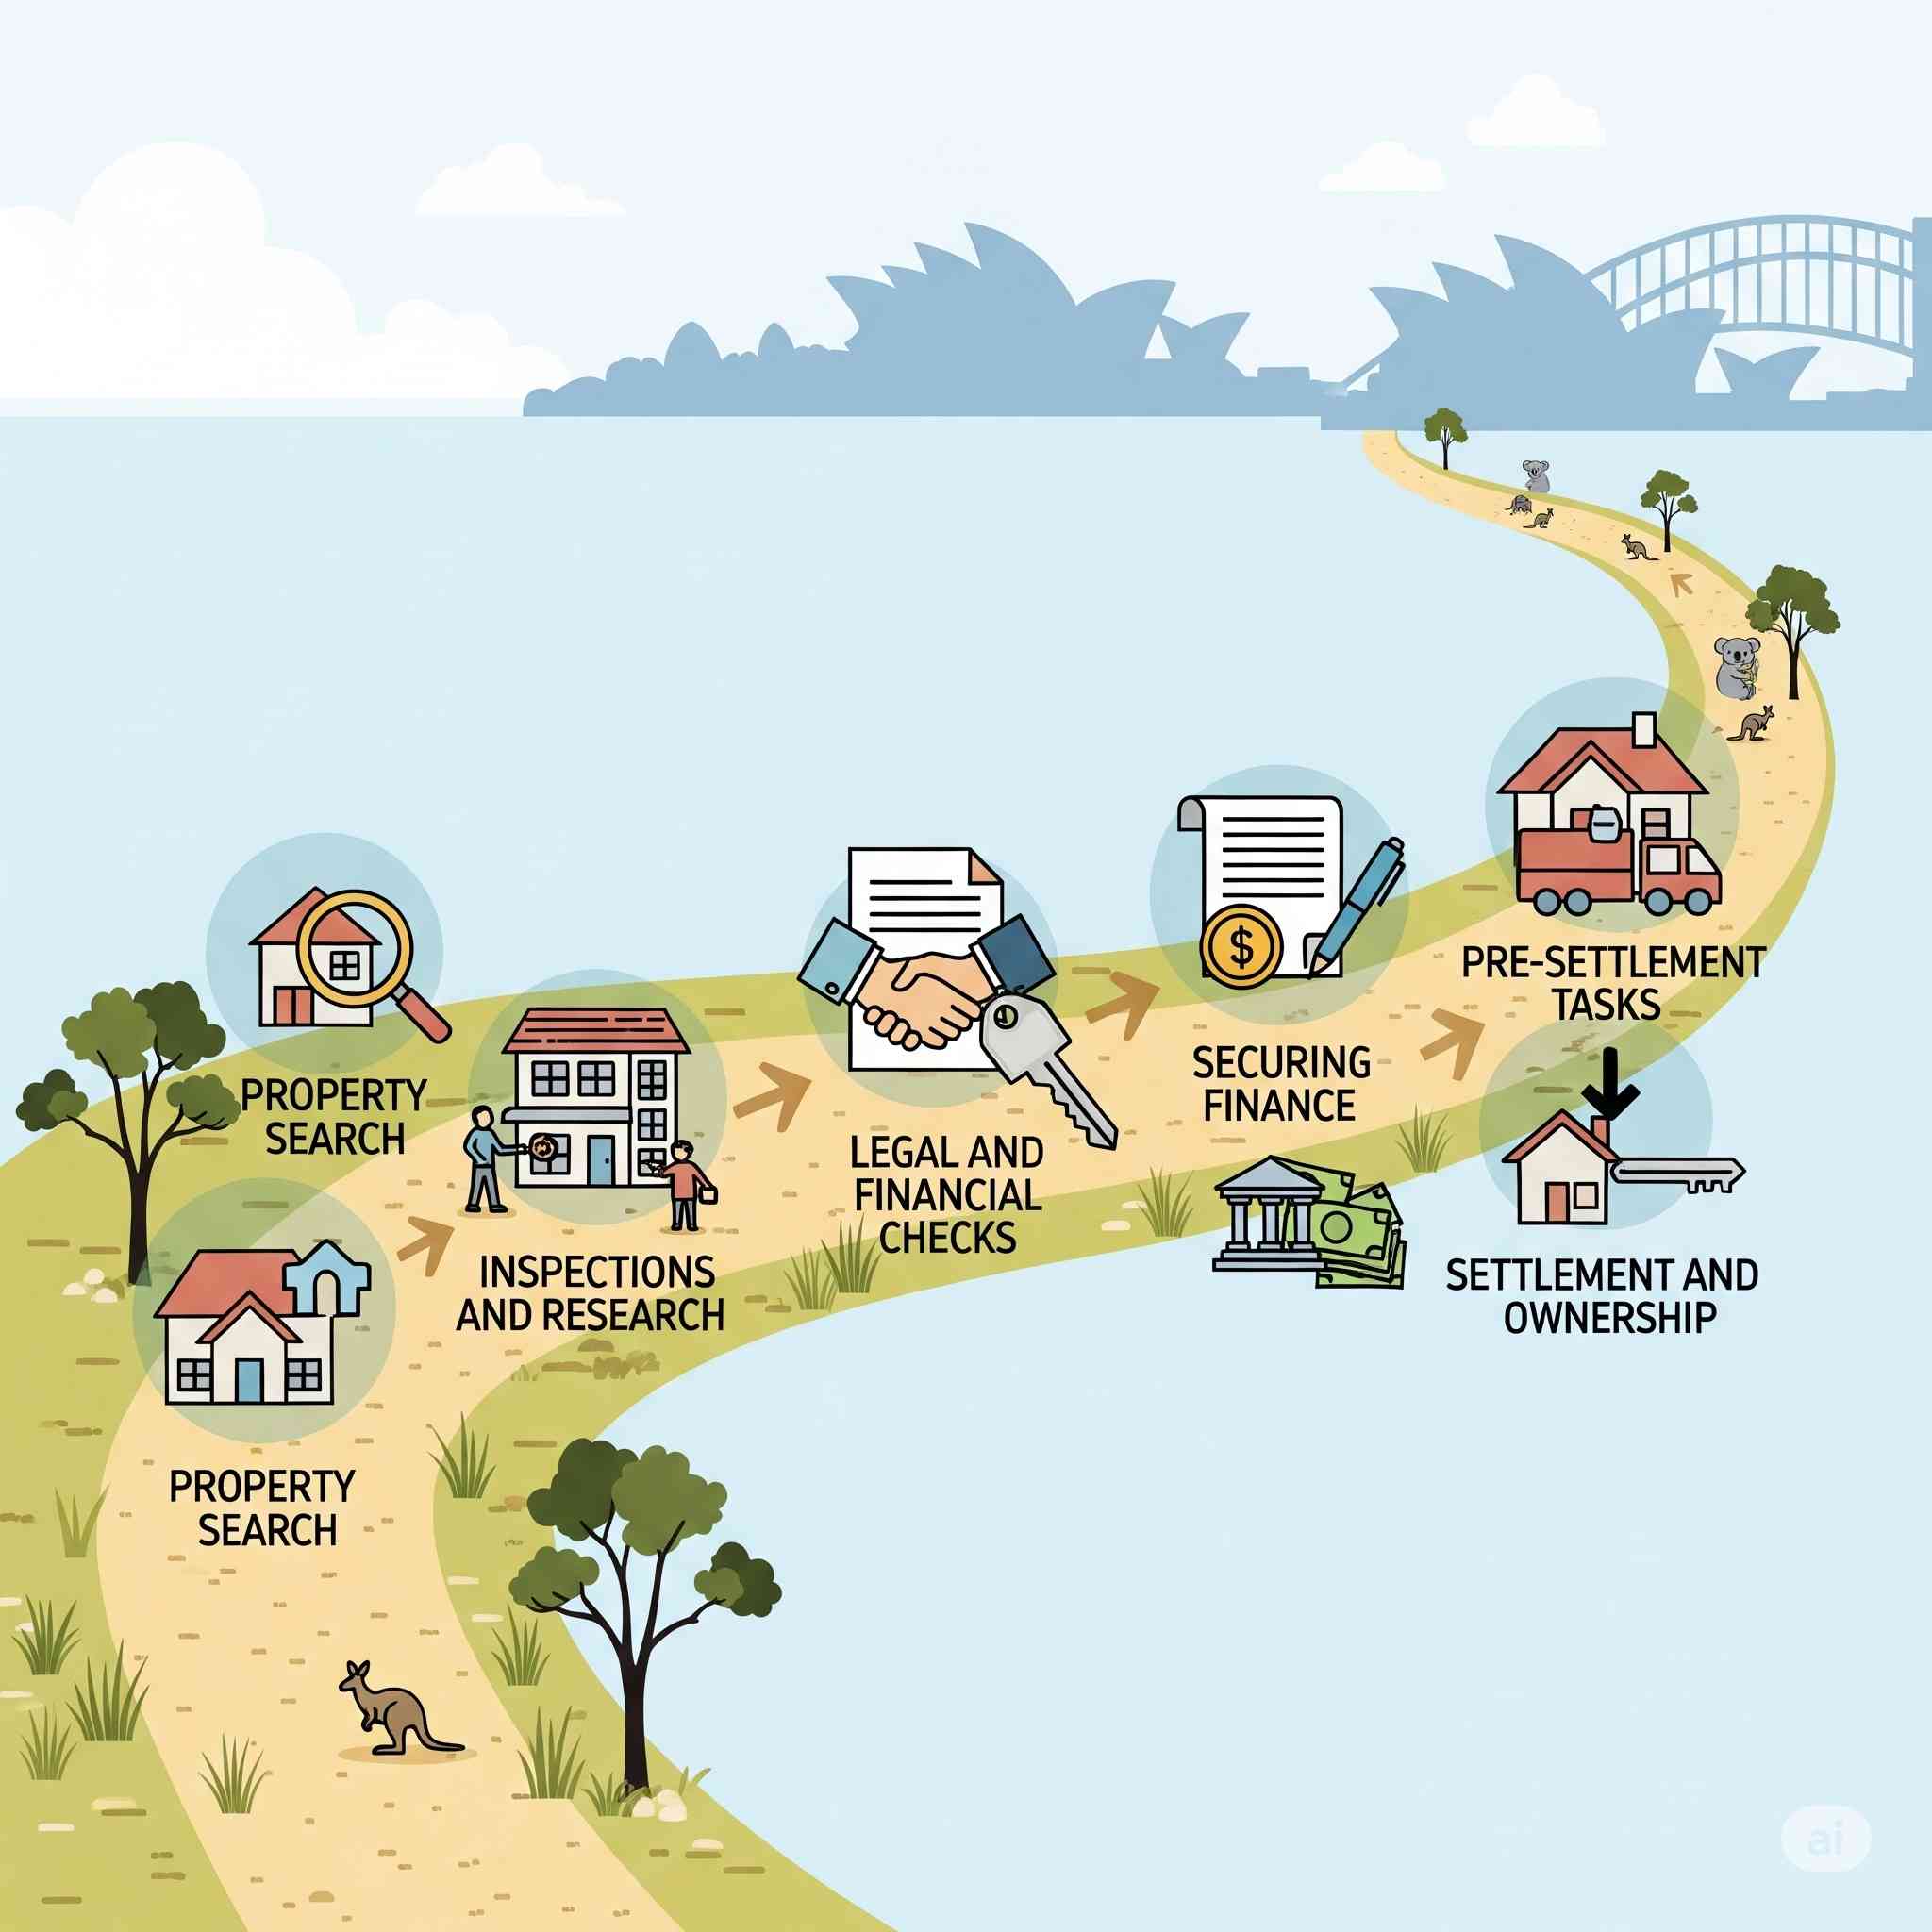 PROPERTY
SEARCH
PROPERTY
SEARCH
INSPECTIONS
AND RESEARCH
LEGAL AND
FINANCIAL
CHECKS
$
SECURING
FINANCE
PRE-SETTLEMENT
TASKS
SETTLEMENT AND
OWNERSHIP
ai